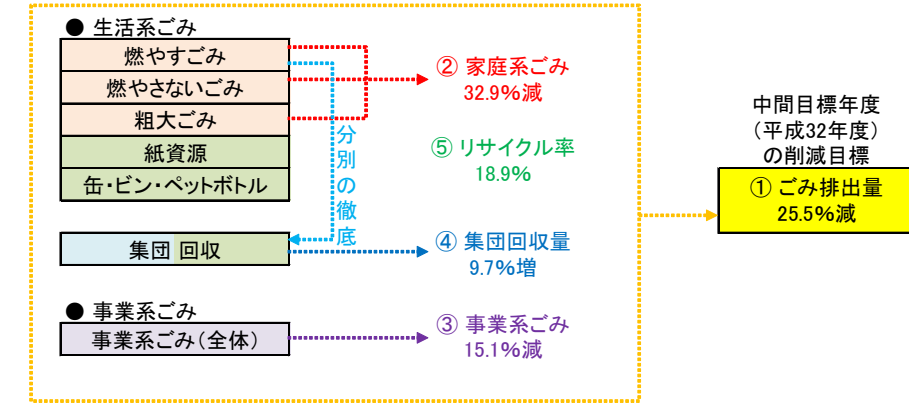 ● 生活系ごみ
燃やすごみ
燃やさないごみ
粗大ごみ
紙資源
缶・ビン・ペットボトル
分別の徹底
集団 回収
● 事業系ごみ
事業系ごみ(全体)
② 家庭系ごみ
32.9%減
⑤ リサイクル率
18.9%
④ 集団回収量
9.7%増
③ 事業系ごみ
15.1%減
中間目標年度
(平成32年度)
の削減目標
① ごみ排出量
25.5%減